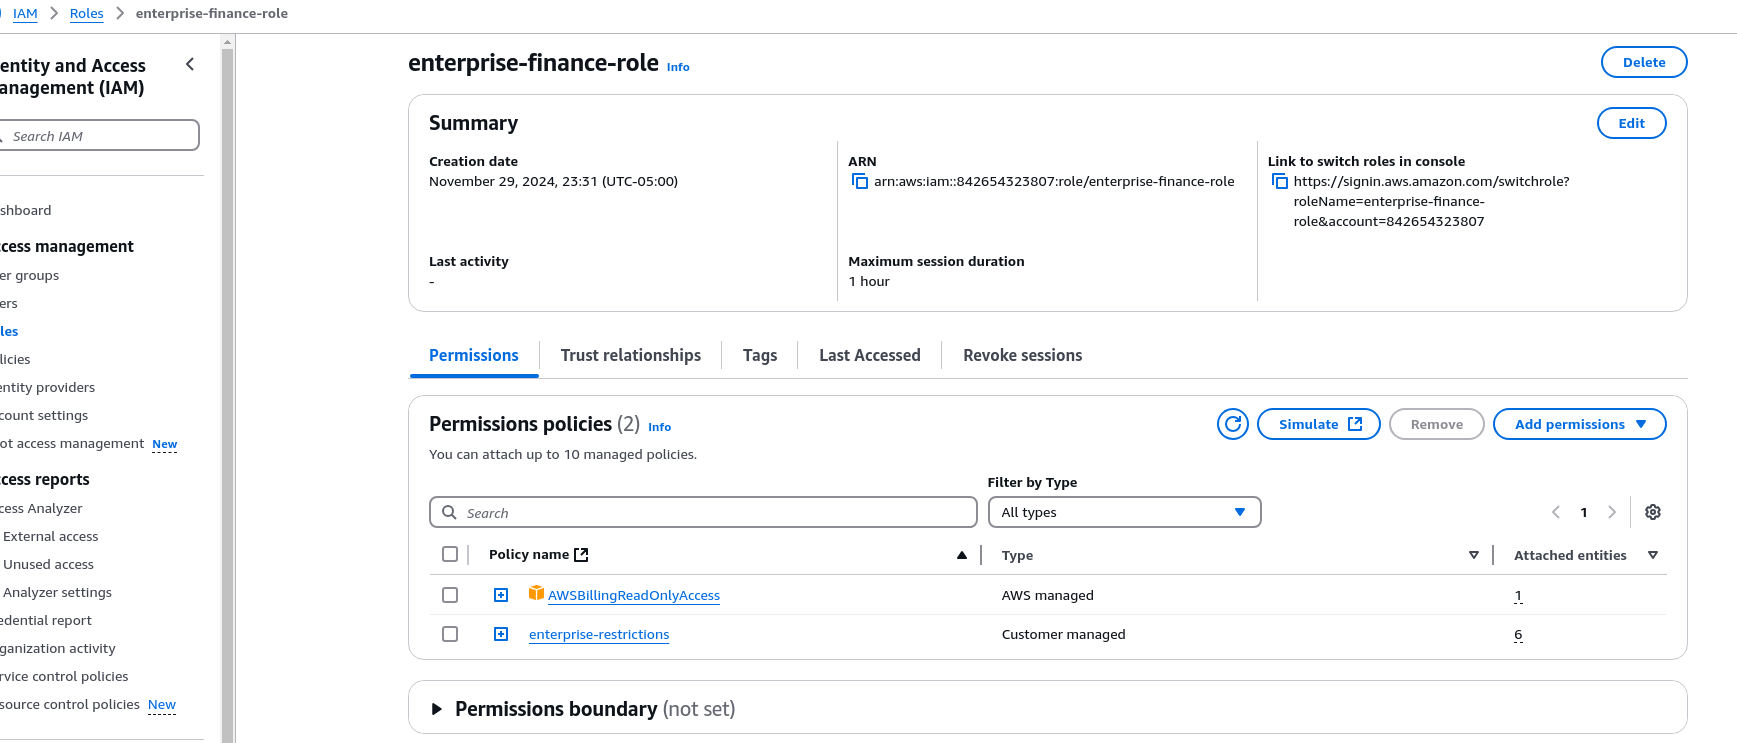 IAM > Roles > enterprise-finance-role
entity and Access
anagement (IAM)
Search IAM
shboard
cess management
er groups
ers
les
licies
entity providers
count settings
ot access management New
cess reports
cess Analyzer
External access
Unused access
Analyzer settings
edential report
ganization activity
rvice control policies
source control policies New
enterprise-finance-role Info
Delete
Summary
Edit
Creation date
November 29, 2024, 23:31 (UTC-05:00)
ARN
arn:aws:iam::842654323807:role/enterprise-finance-role
Link to switch roles in console
https://signin.aws.amazon.com/switchrole?
roleName=enterprise-finance-
role&account=842654323807
Last activity
-
Maximum session duration
1 hour
Permissions
Trust relationships
Tags
Last Accessed
Revoke sessions
Permissions policies (2) Info
Simulate
Remove
Add permissions
You can attach up to 10 managed policies.
Filter by Type
Search
All types
1
Policy name
Type
Attached entities
AWSBillingReadOnlyAccess
AWS managed
1
enterprise-restrictions
Customer managed
6
Permissions boundary (not set)